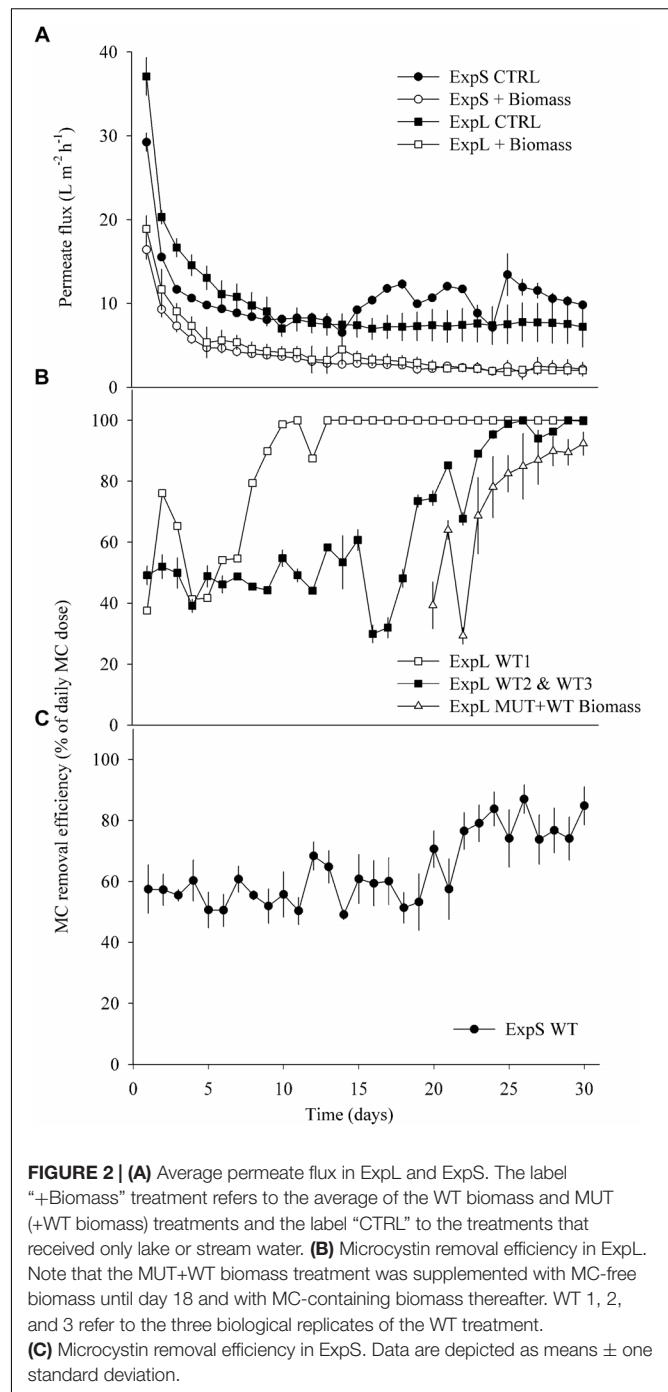 A
40
30
20
10
0
Permeate flux (L m⁻² h⁻¹)
ExpS CTRL
ExpS + Biomass
ExpL CTRL
ExpL + Biomass
B
100
80
60
40
20
0
ExpL WT1
ExpL WT2 & WT3
ExpL MUT+WT Biomass
MC removal efficiency (% of daily MC dose)
C
100
80
60
40
20
0
ExpS WT
0 5 10 15 20 25 30
Time (days)
FIGURE 2 | (A) Average permeate flux in ExpL and ExpS. The label
“+Biomass” treatment refers to the average of the WT biomass and MUT
(+WT biomass) treatments and the label “CTRL” to the treatments that
received only lake or stream water. (B) Microcystin removal efficiency in ExpL.
Note that the MUT+WT biomass treatment was supplemented with MC-free
biomass until day 18 and with MC-containing biomass thereafter. WT 1, 2,
and 3 refer to the three biological replicates of the WT treatment.
(C) Microcystin removal efficiency in ExpS. Data are depicted as means ± one
standard deviation.